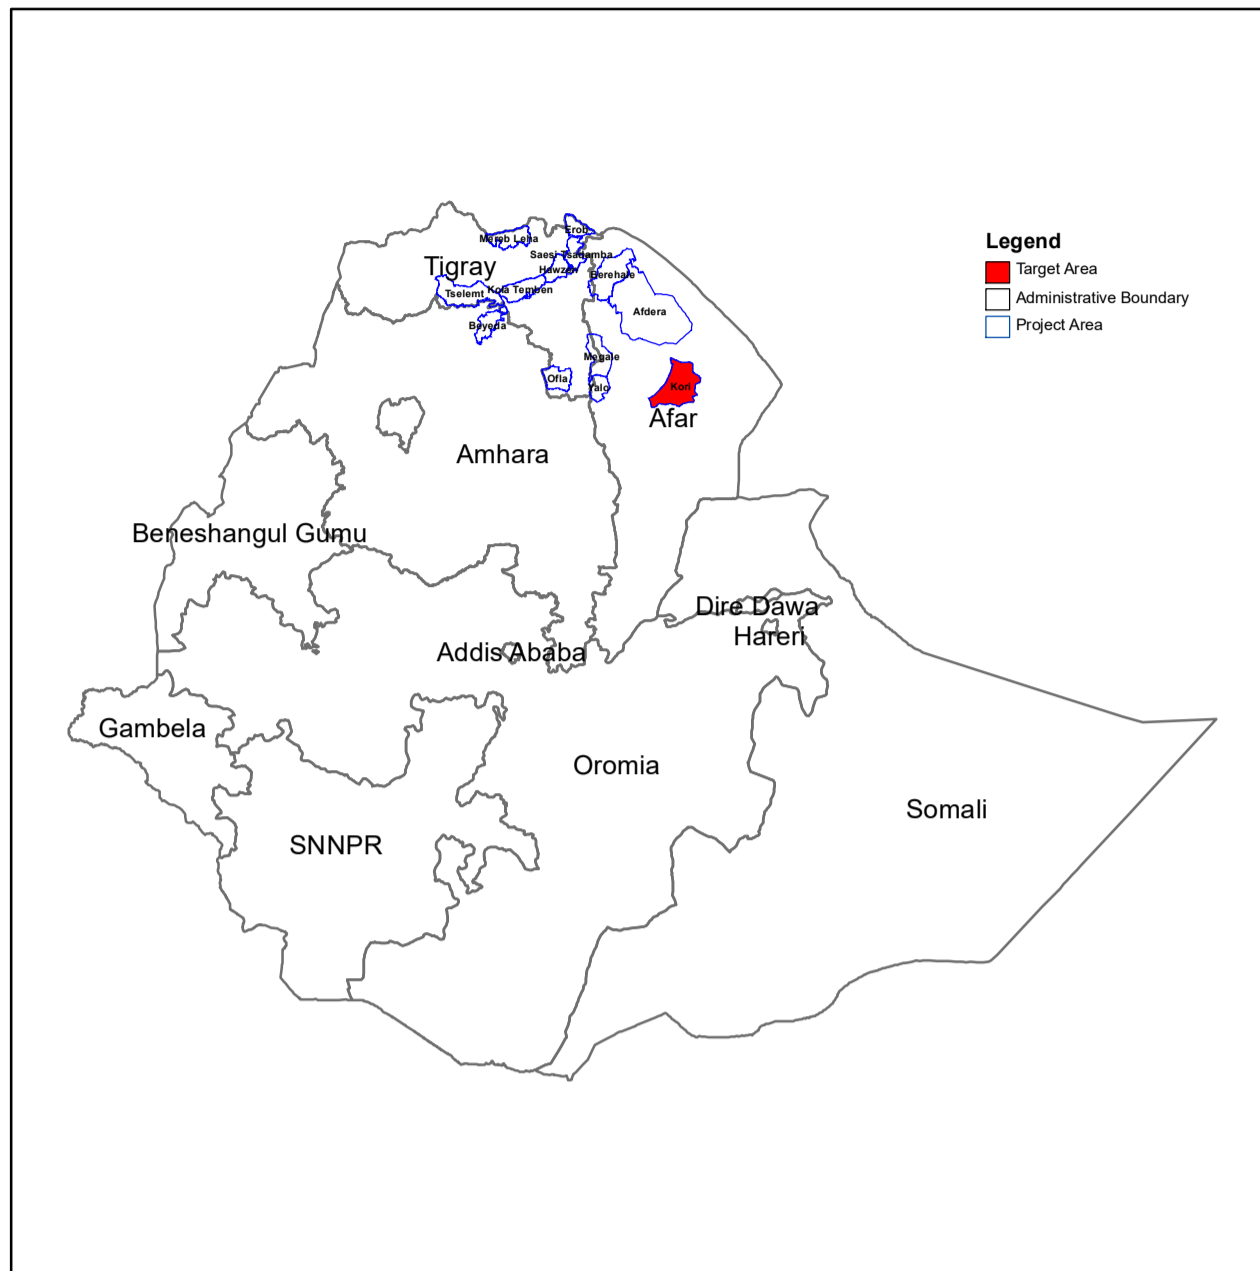 Legend
Target Area
Administrative Boundary
Project Area
Erob
Mereb Leha
Saesi Tsadamba
Tigray
Hawzen
Berehale
Tselemt
Kola Temben
Afdera
Beyeda
Megale
Ofla
Yalo
Kori
Afar
Amhara
Beneshangul Gumu
Dire Dawa
Hareri
Addis Ababa
Gambela
Oromia
Somali
SNNPR